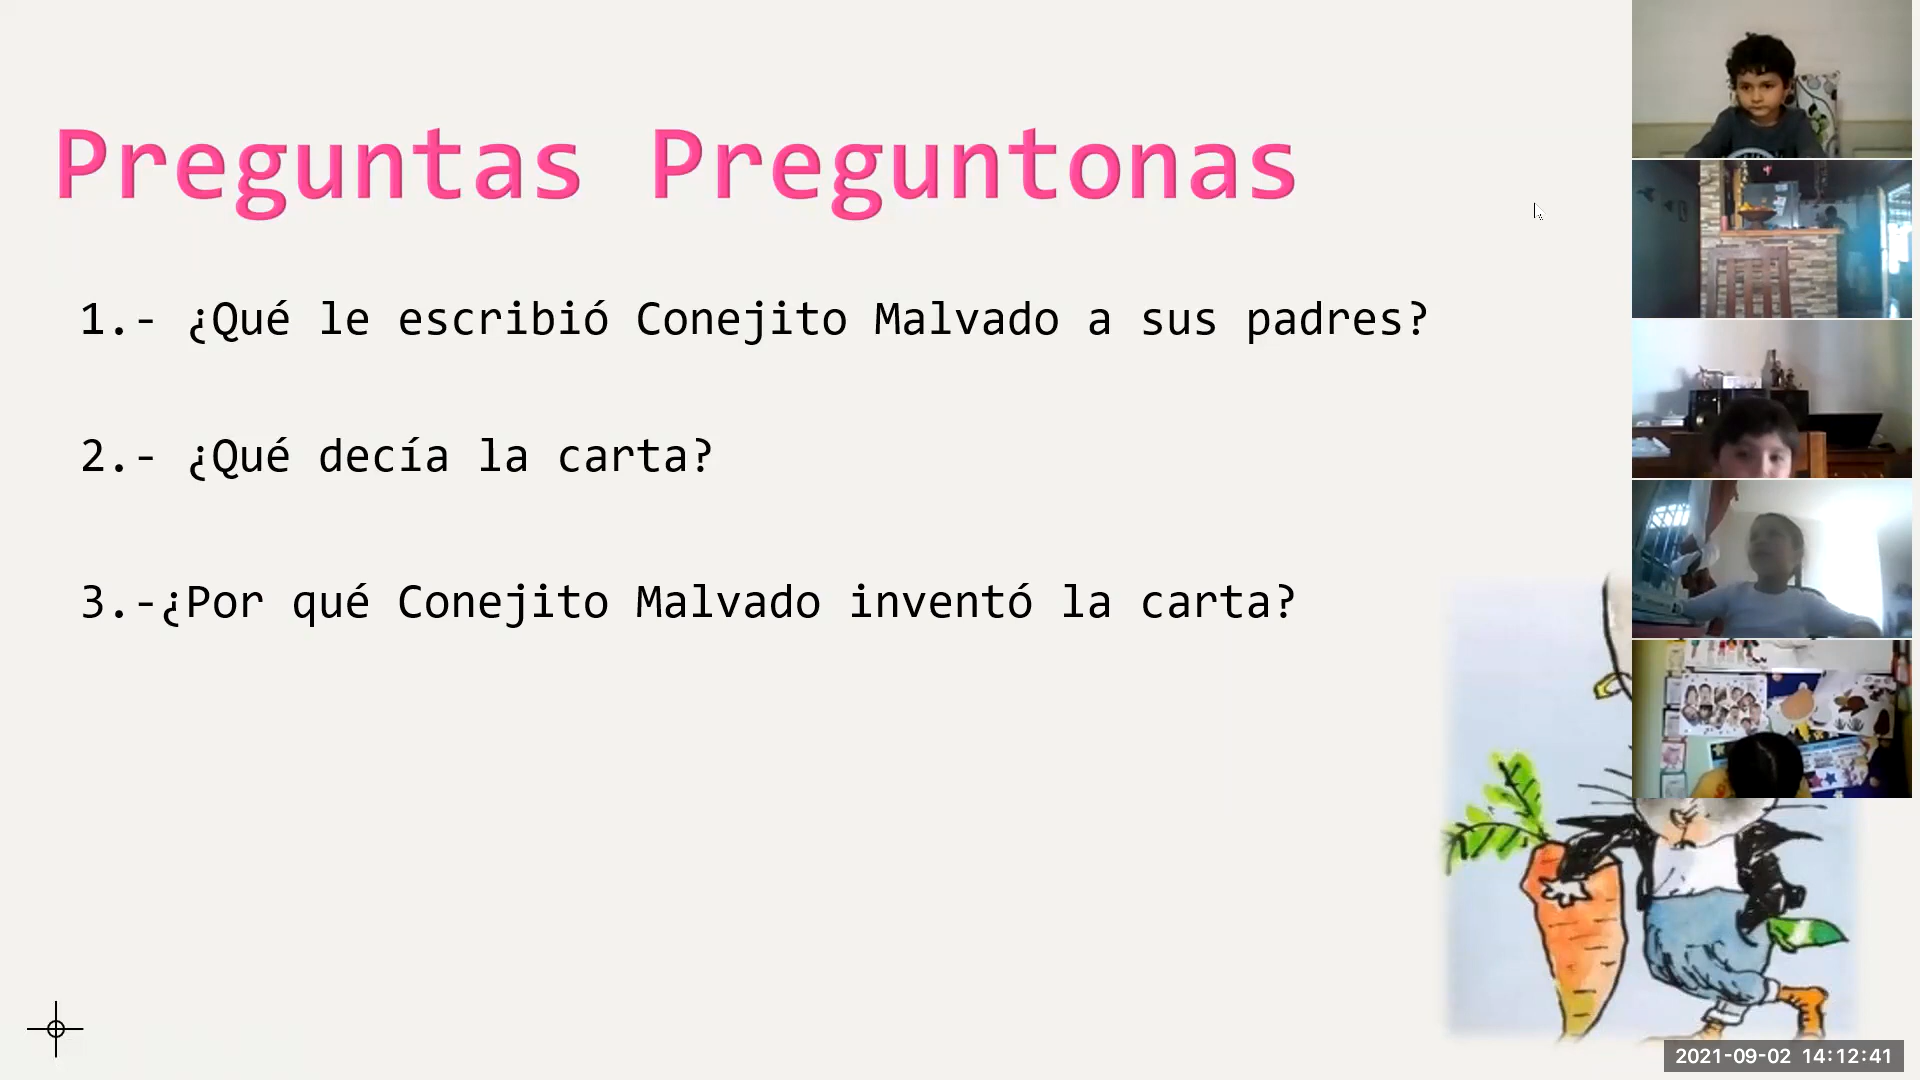 Preguntas Preguntonas
1.- ¿Qué le escribió Conejito Malvado a sus padres?
2.- ¿Qué decía la carta?
3.-¿Por qué Conejito Malvado inventó la carta?
2021-09-02 14:12:41